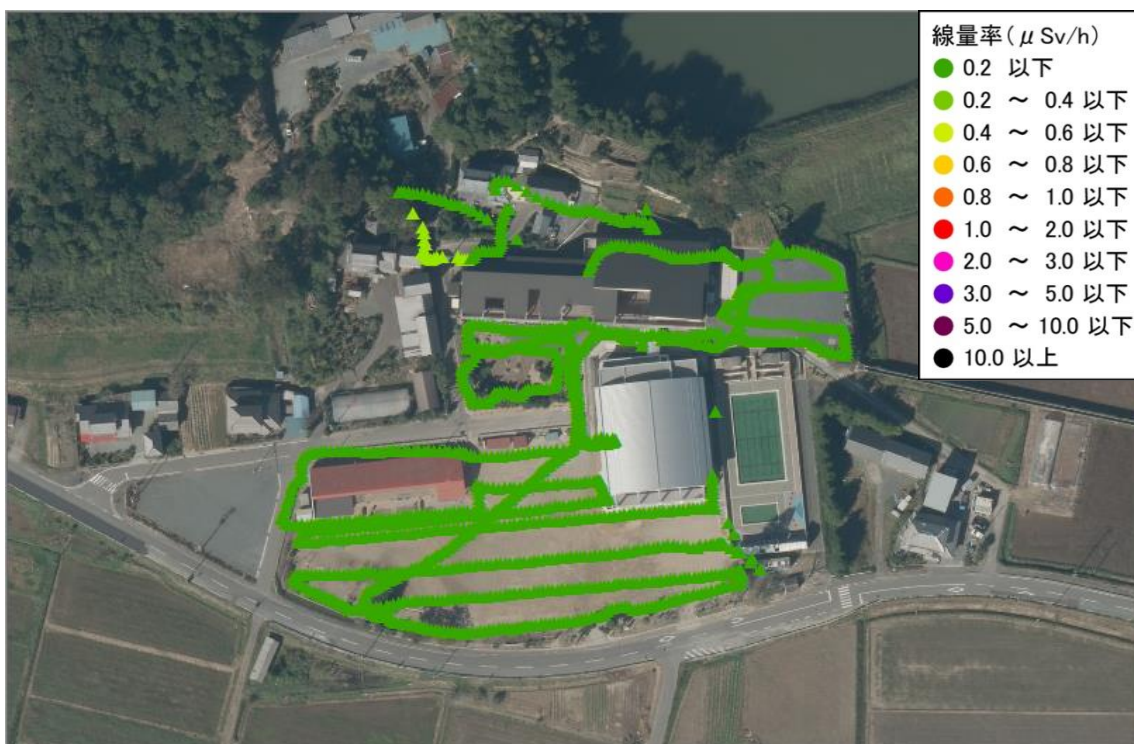 線量率(μSv/h)
0.2 以下
0.2 ～ 0.4 以下
0.4 ～ 0.6 以下
0.6 ～ 0.8 以下
0.8 ～ 1.0 以下
1.0 ～ 2.0 以下
2.0 ～ 3.0 以下
3.0 ～ 5.0 以下
5.0 ～10.0 以下
10.0 以上